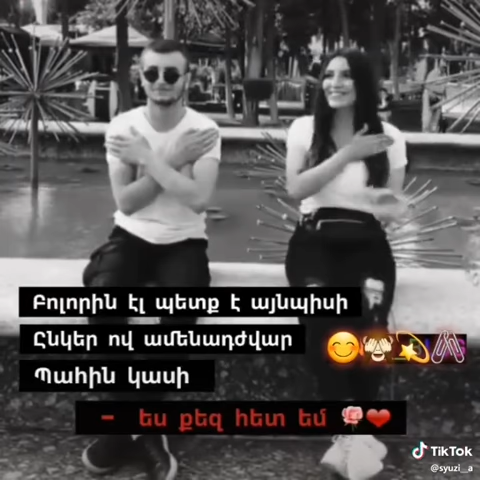 Բոլորին էլ պետք է այնպիսի
Ընկեր ով ամենադժվար 😊🙈💫🖇
Պահին կասի
– ես քեզ հետ եմ 🌹❤
TikTok
@syuzi__a